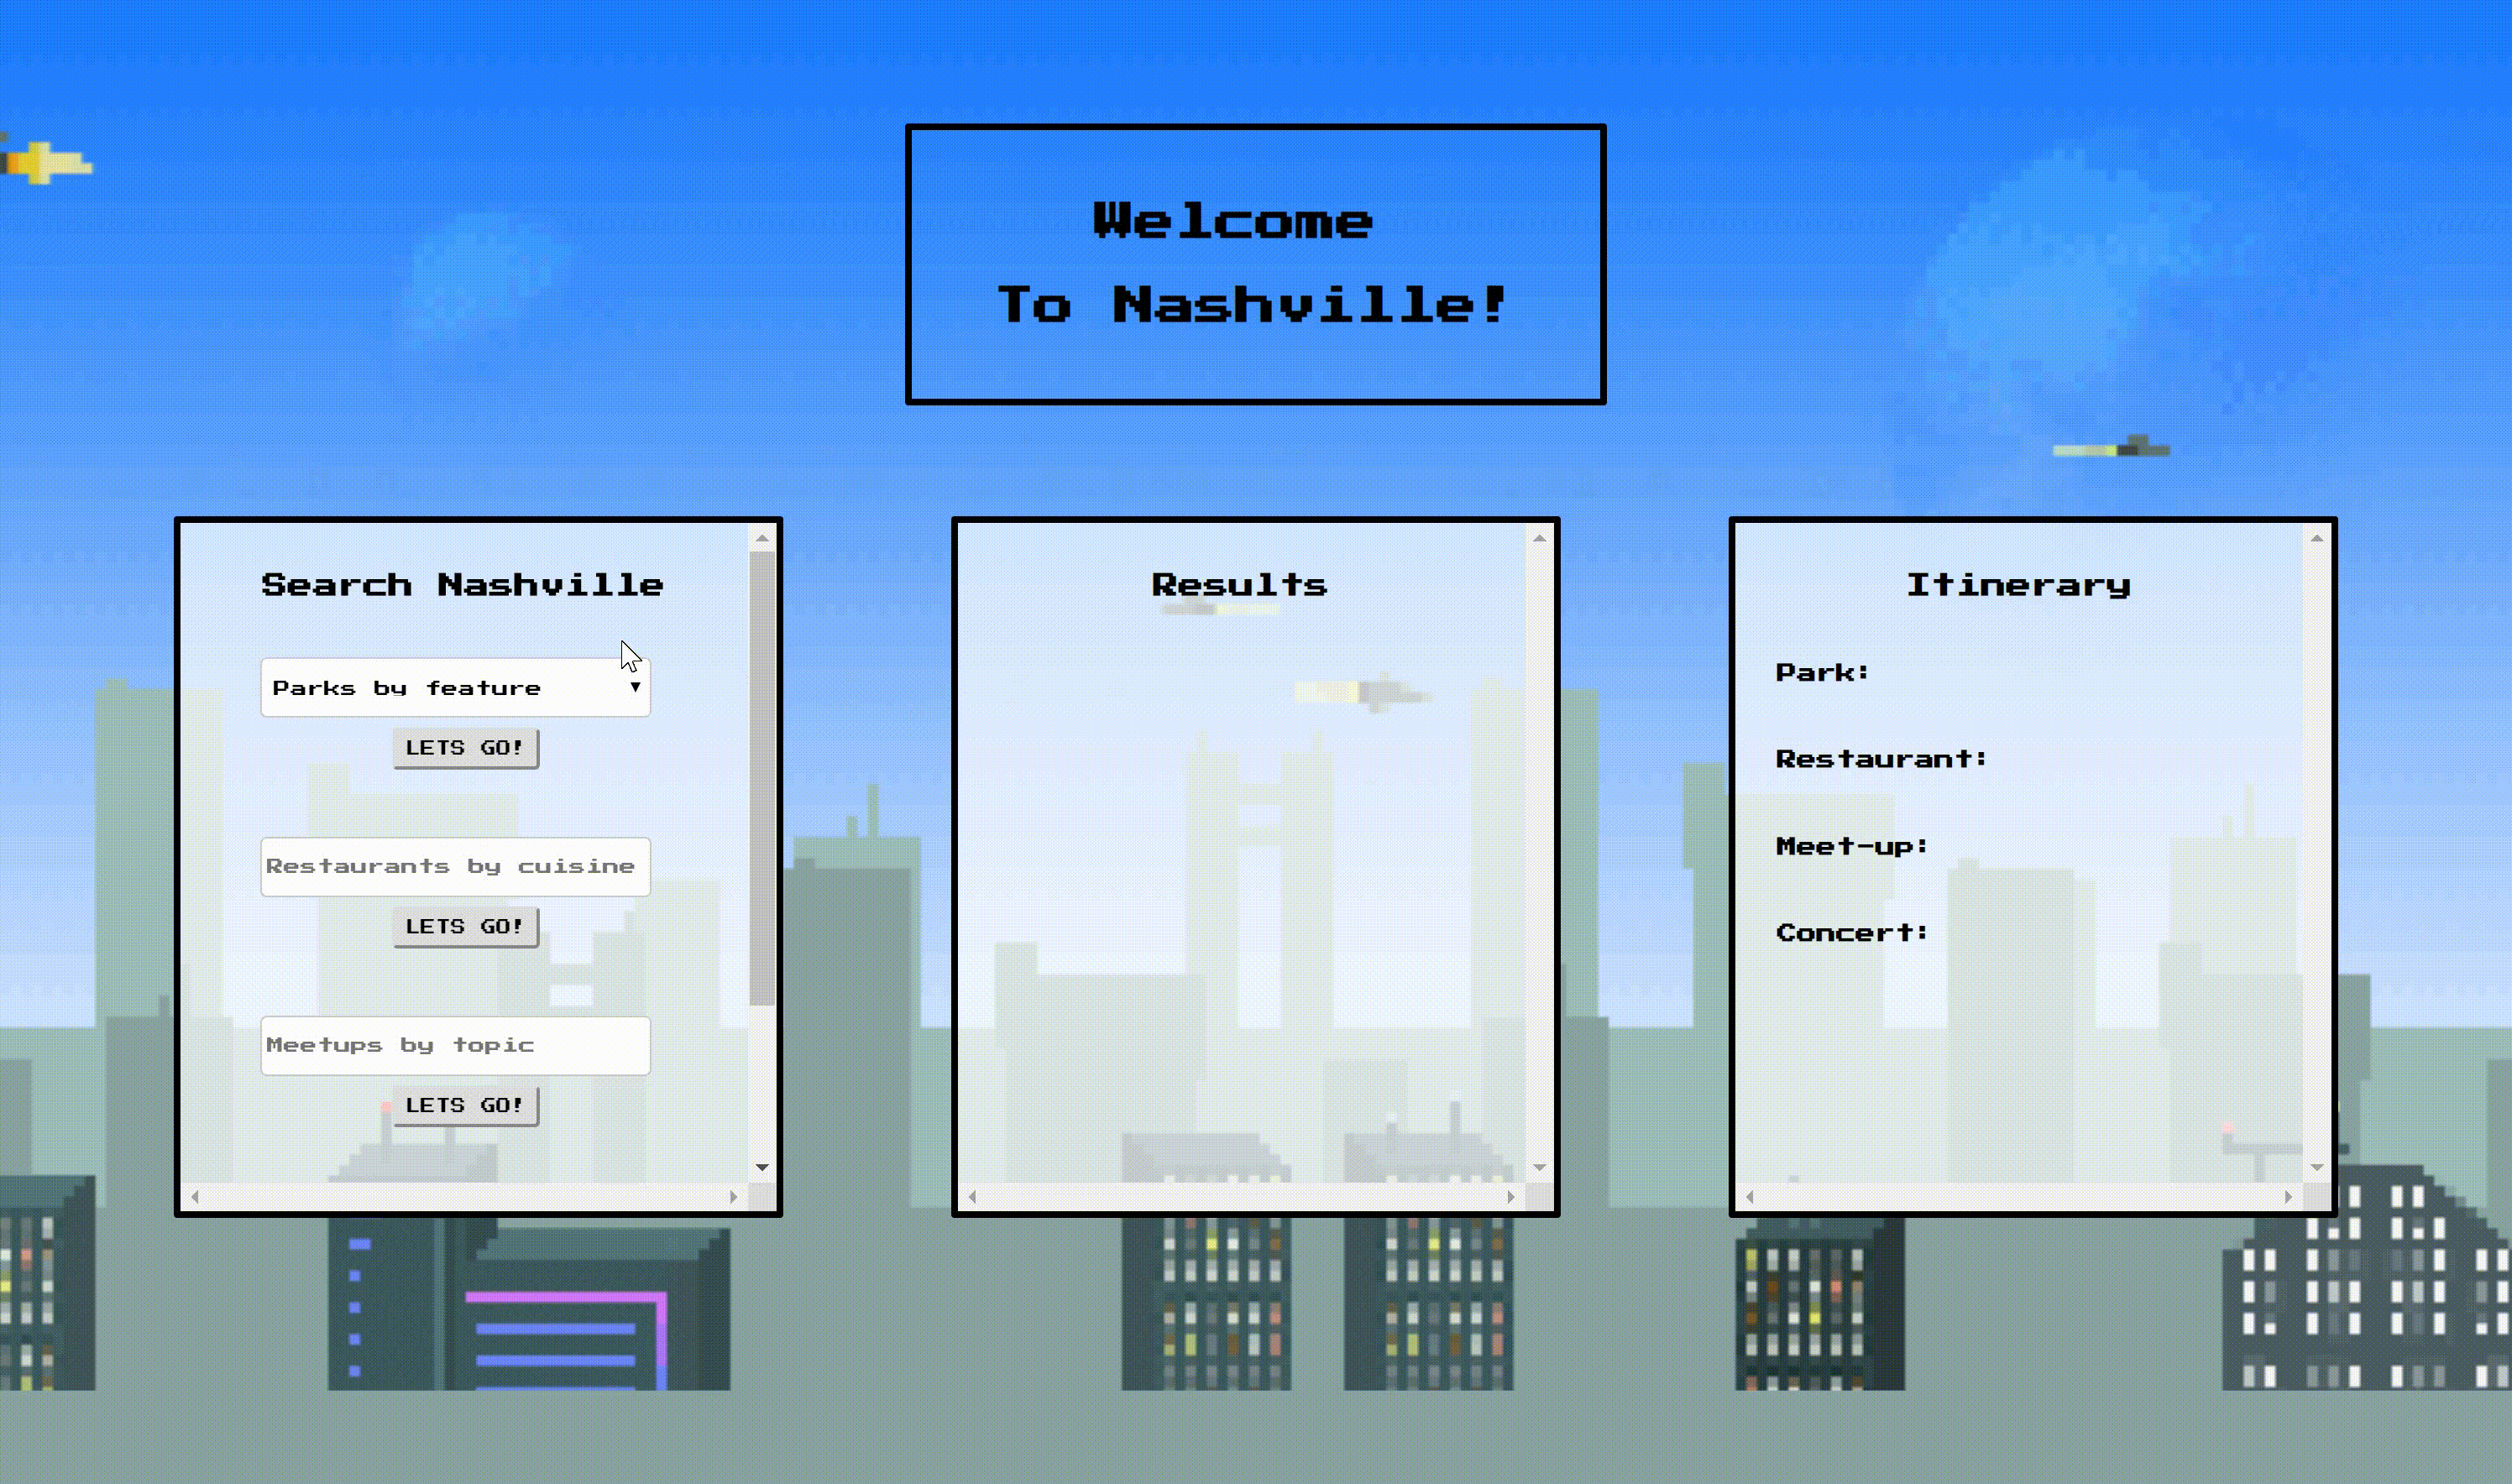 Welcome
To Nashville!
Search Nashville
Parks by feature
LETS GO!
Restaurants by cuisine
LETS GO!
Meetups by topic
LETS GO!
Results
Itinerary
Park:
Restaurant:
Meet-up:
Concert: